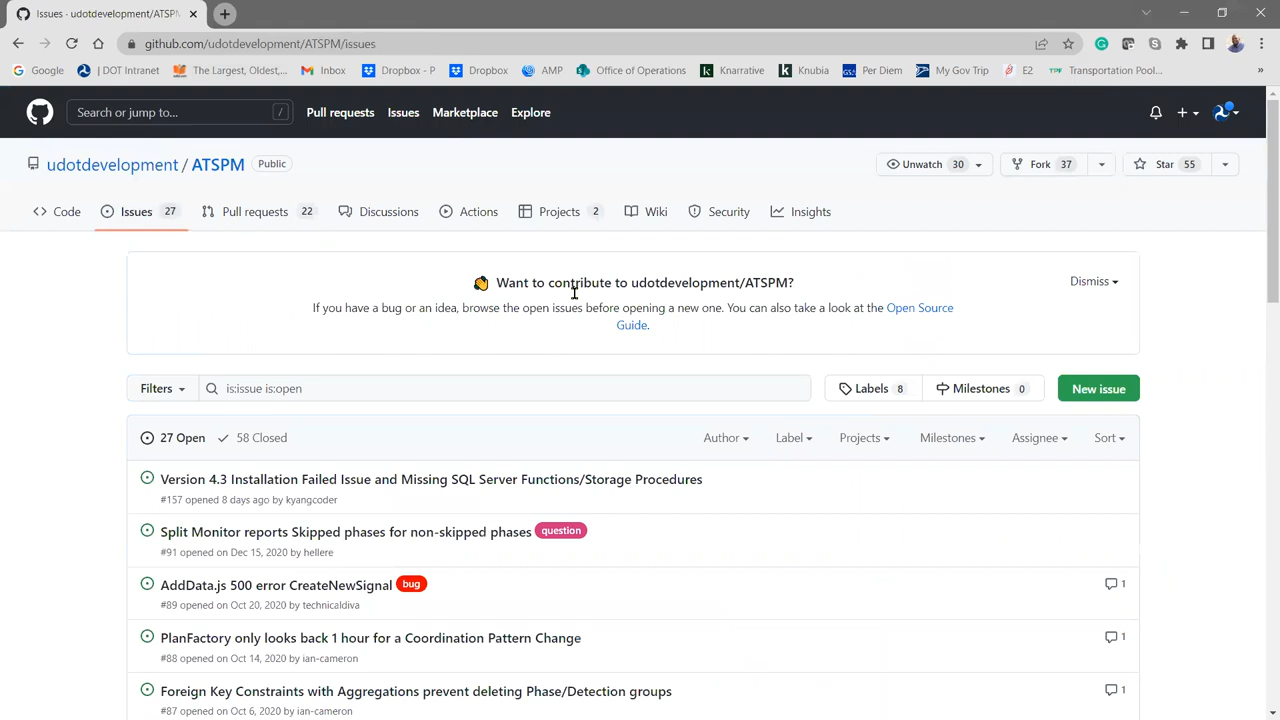 Issues · udotdevelopment/ATSPM
github.com/udotdevelopment/ATSPM/issues
Google DOT Intranet The Largest, Oldest,... Inbox Dropbox - P Dropbox AMP Office of Operations Knarrative Knubia Per Diem My Gov Trip E2 Transportation Pool... »
Search or jump to... / Pull requests Issues Marketplace Explore
udotdevelopment / ATSPM Public Unwatch 30 Fork 37 Star 55
Code Issues 27 Pull requests 22 Discussions Actions Projects 2 Wiki Security Insights
Want to contribute to udotdevelopment/ATSPM? Dismiss
If you have a bug or an idea, browse the open issues before opening a new one. You can also take a look at the Open Source
Guide.
Filters is:issue is:open Labels 8 Milestones 0 New issue
27 Open 58 Closed Author Label Projects Milestones Assignee Sort
Version 4.3 Installation Failed Issue and Missing SQL Server Functions/Storage Procedures
#157 opened 8 days ago by kyangcoder
Split Monitor reports Skipped phases for non-skipped phases question
#91 opened on Dec 15, 2020 by hellere
AddData.js 500 error CreateNewSignal bug 1
#89 opened on Oct 20, 2020 by technicaldiva
PlanFactory only looks back 1 hour for a Coordination Pattern Change 1
#88 opened on Oct 14, 2020 by ian-cameron
Foreign Key Constraints with Aggregations prevent deleting Phase/Detection groups 1
#87 opened on Oct 6, 2020 by ian-cameron